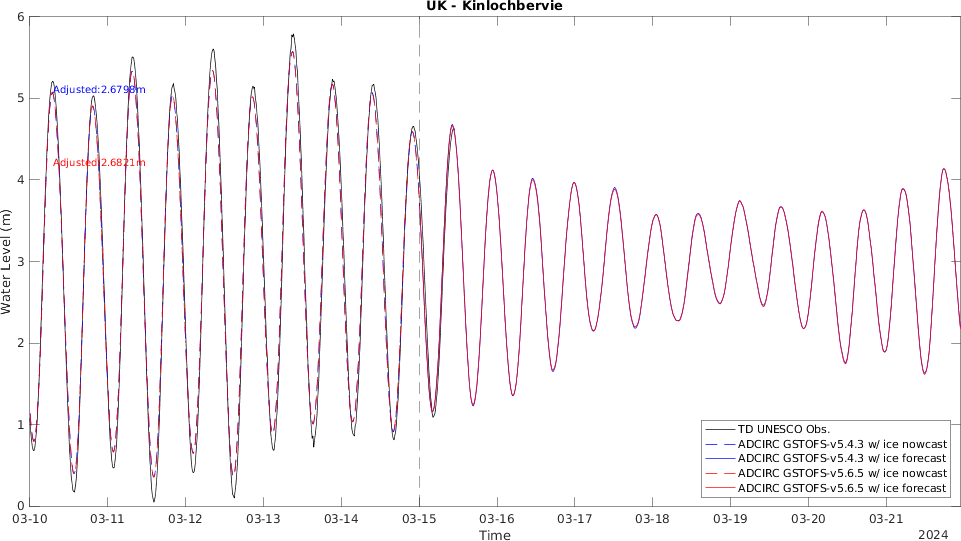 UK - Kinlochbervie
6
5
4
3
2
1
0
Water Level (m)
Adjusted:2.6798m
Adjusted:2.6821m
TD UNESCO Obs.
ADCIRC GSTOFS-v5.4.3 w/ ice nowcast
ADCIRC GSTOFS-v5.4.3 w/ ice forecast
ADCIRC GSTOFS-v5.6.5 w/ ice nowcast
ADCIRC GSTOFS-v5.6.5 w/ ice forecast
03-10 03-11 03-12 03-13 03-14 03-15 03-16 03-17 03-18 03-19 03-20 03-21
Time
2024